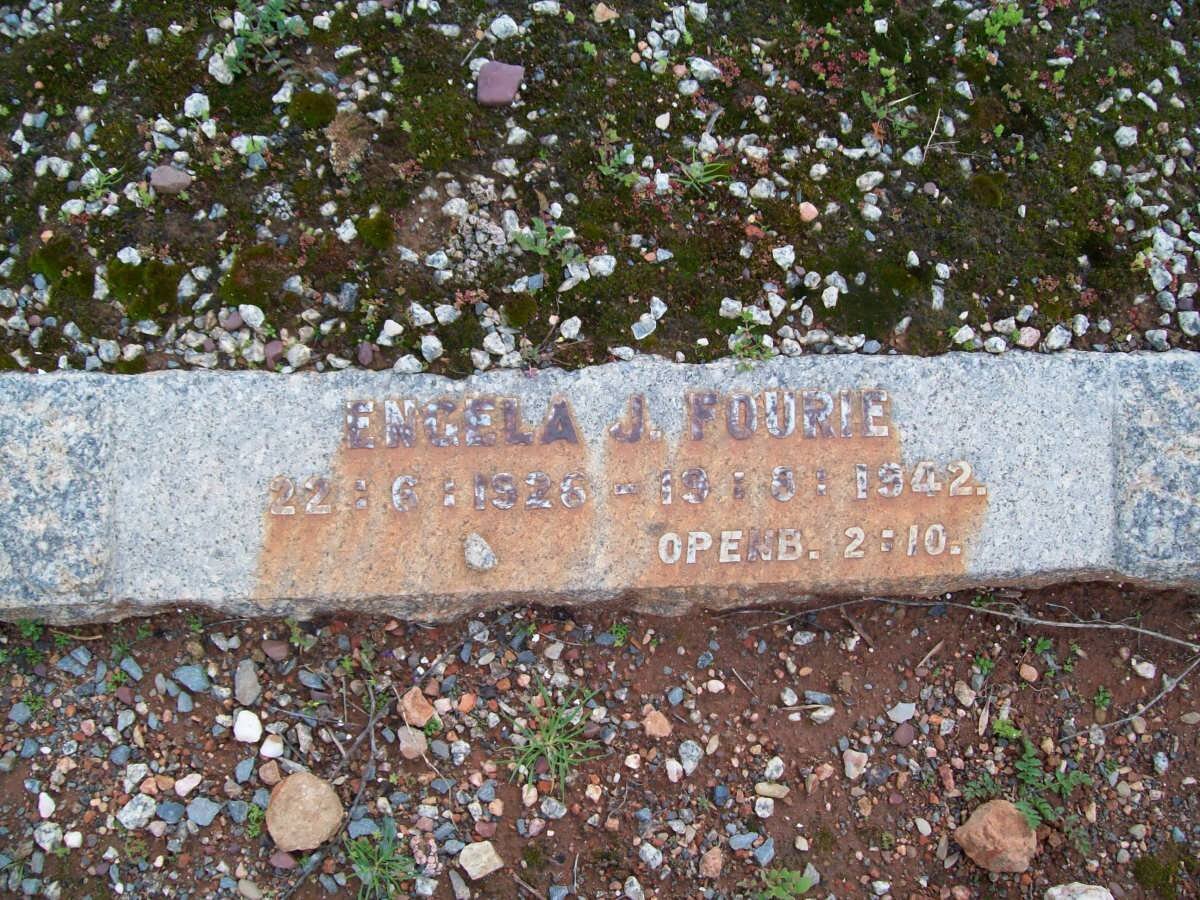 ENGELA J. FOURIE
22:6:1926 – 19:8:1942.
OPENB. 2:10.